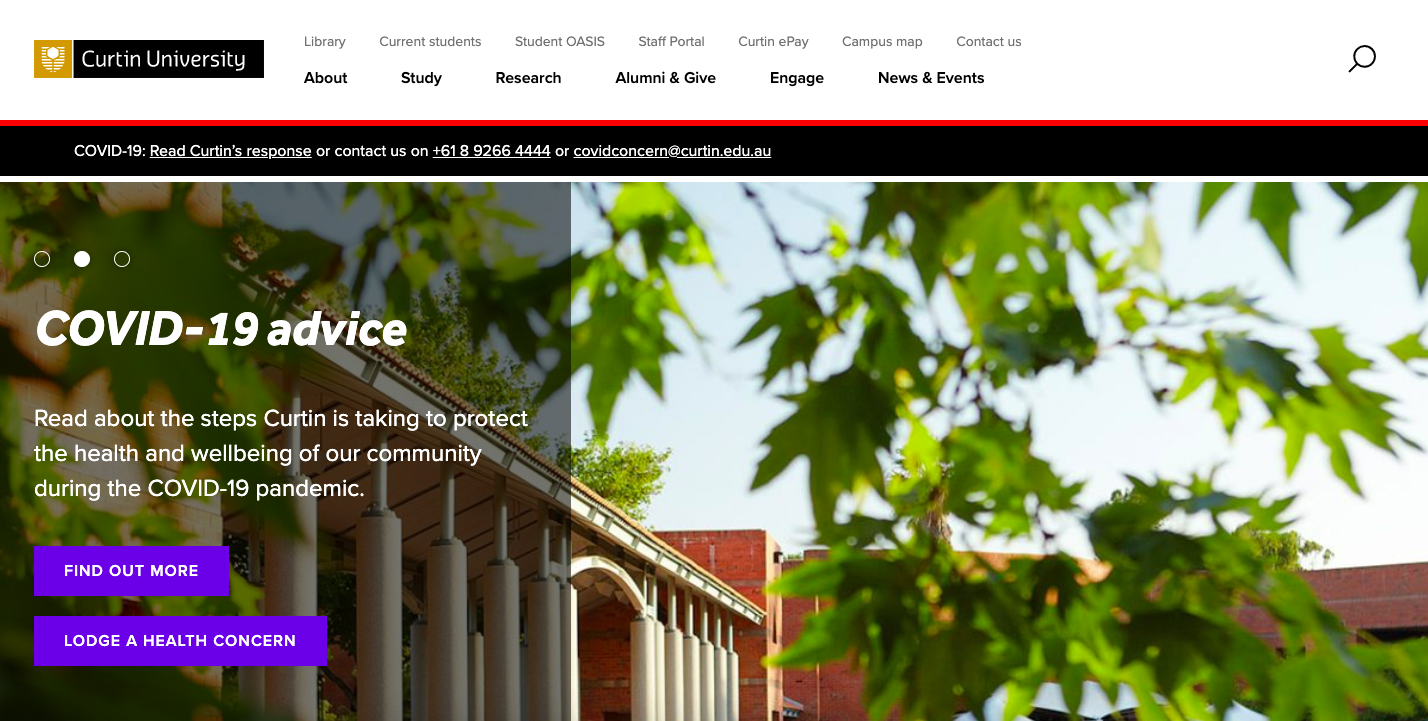 Curtin University
Library Current students Student OASIS Staff Portal Curtin ePay Campus map Contact us
About Study Research Alumni & Give Engage News & Events
COVID-19: Read Curtin's response or contact us on +61 8 9266 4444 or covidconcern@curtin.edu.au
COVID-19 advice
Read about the steps Curtin is taking to protect
the health and wellbeing of our community
during the COVID-19 pandemic.
FIND OUT MORE
LODGE A HEALTH CONCERN